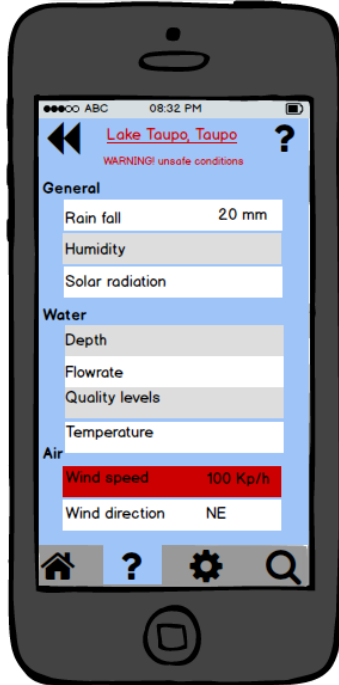 ABC 08:32 PM
Lake Taupo, Taupo ?
WARNING! unsafe conditions
General
Rain fall 20 mm
Humidity
Solar radiation
Water
Depth
Flowrate
Quality levels
Temperature
Air
Wind speed 100 Kp/h
Wind direction NE
?